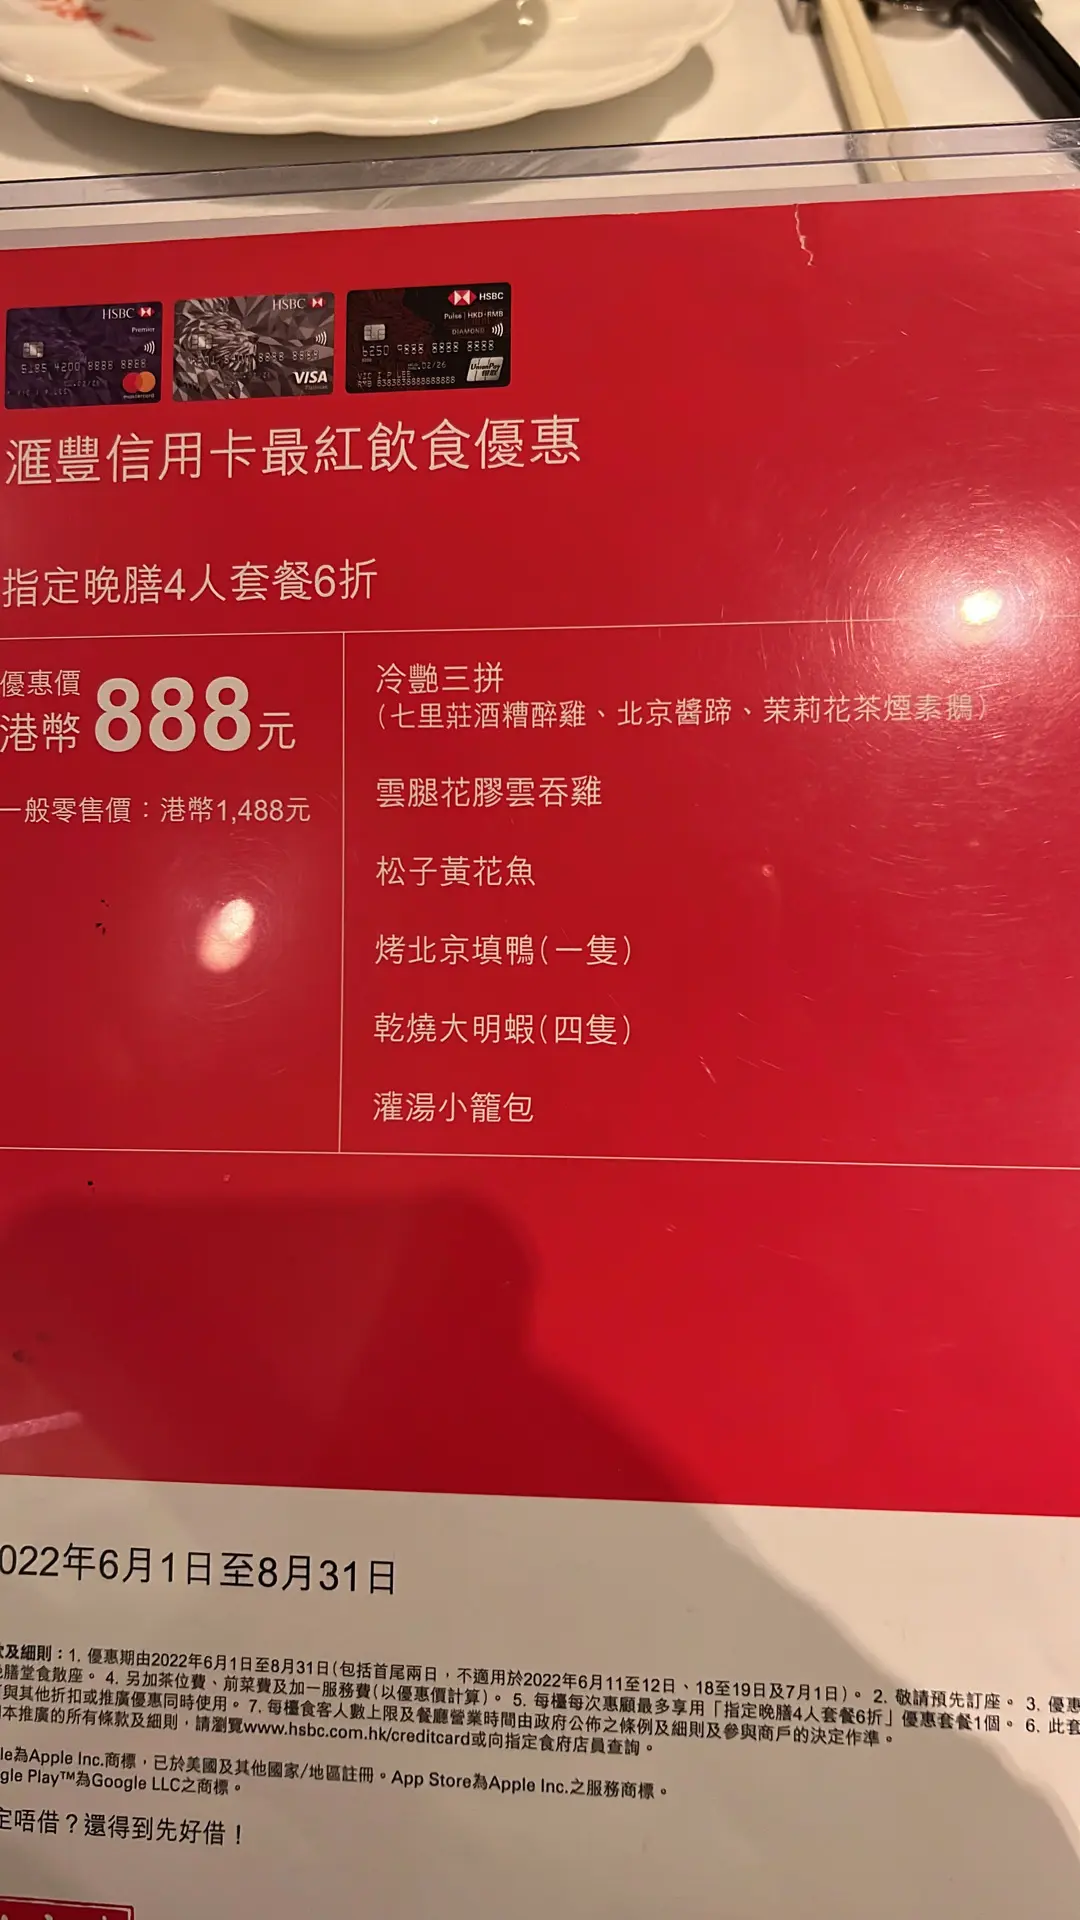 HSBC
Premier
5185 4200 8888 8888
mastercard
HSBC
8888 8888
VISA
Platinum
HSBC
Pulse | HKD·RMB
DIAMOND
6250 9888 8888 8888
02/26
VIC I P LEE
RMB 8383838888888888
UnionPay
银联
滙豐信用卡最紅飲食優惠
指定晚膳4人套餐6折
優惠價
港幣888元
一般零售價：港幣1,488元
冷艷三拼
（七里莊酒糟醉雞、北京醬蹄、茉莉花茶煙素鵝）
雲腿花膠雲吞雞
松子黃花魚
烤北京填鴨（一隻）
乾燒大明蝦（四隻）
灌湯小籠包
022年6月1日至8月31日
及細則：1. 優惠期由2022年6月1日至8月31日（包括首尾兩日，不適用於2022年6月11至12日、18至19日及7月1日）。 2. 敬請預先訂座。 3. 優惠
膳堂食散座。 4. 另加茶位費、前菜費及加一服務費（以優惠價計算）。 5. 每檯每次惠顧最多享用「指定晚膳4人套餐6折」優惠套餐1個。 6. 此套
與其他折扣或推廣優惠同時使用。 7. 每檯食客人數上限及餐廳營業時間由政府公佈之條例及細則及參與商戶的決定作準。
本推廣的所有條款及細則，請瀏覽www.hsbc.com.hk/creditcard或向指定食府店員查詢。
le為Apple Inc.商標，已於美國及其他國家/地區註冊。App Store為Apple Inc.之服務商標。
gle Play™為Google LLC之商標。
定唔借？還得到先好借！